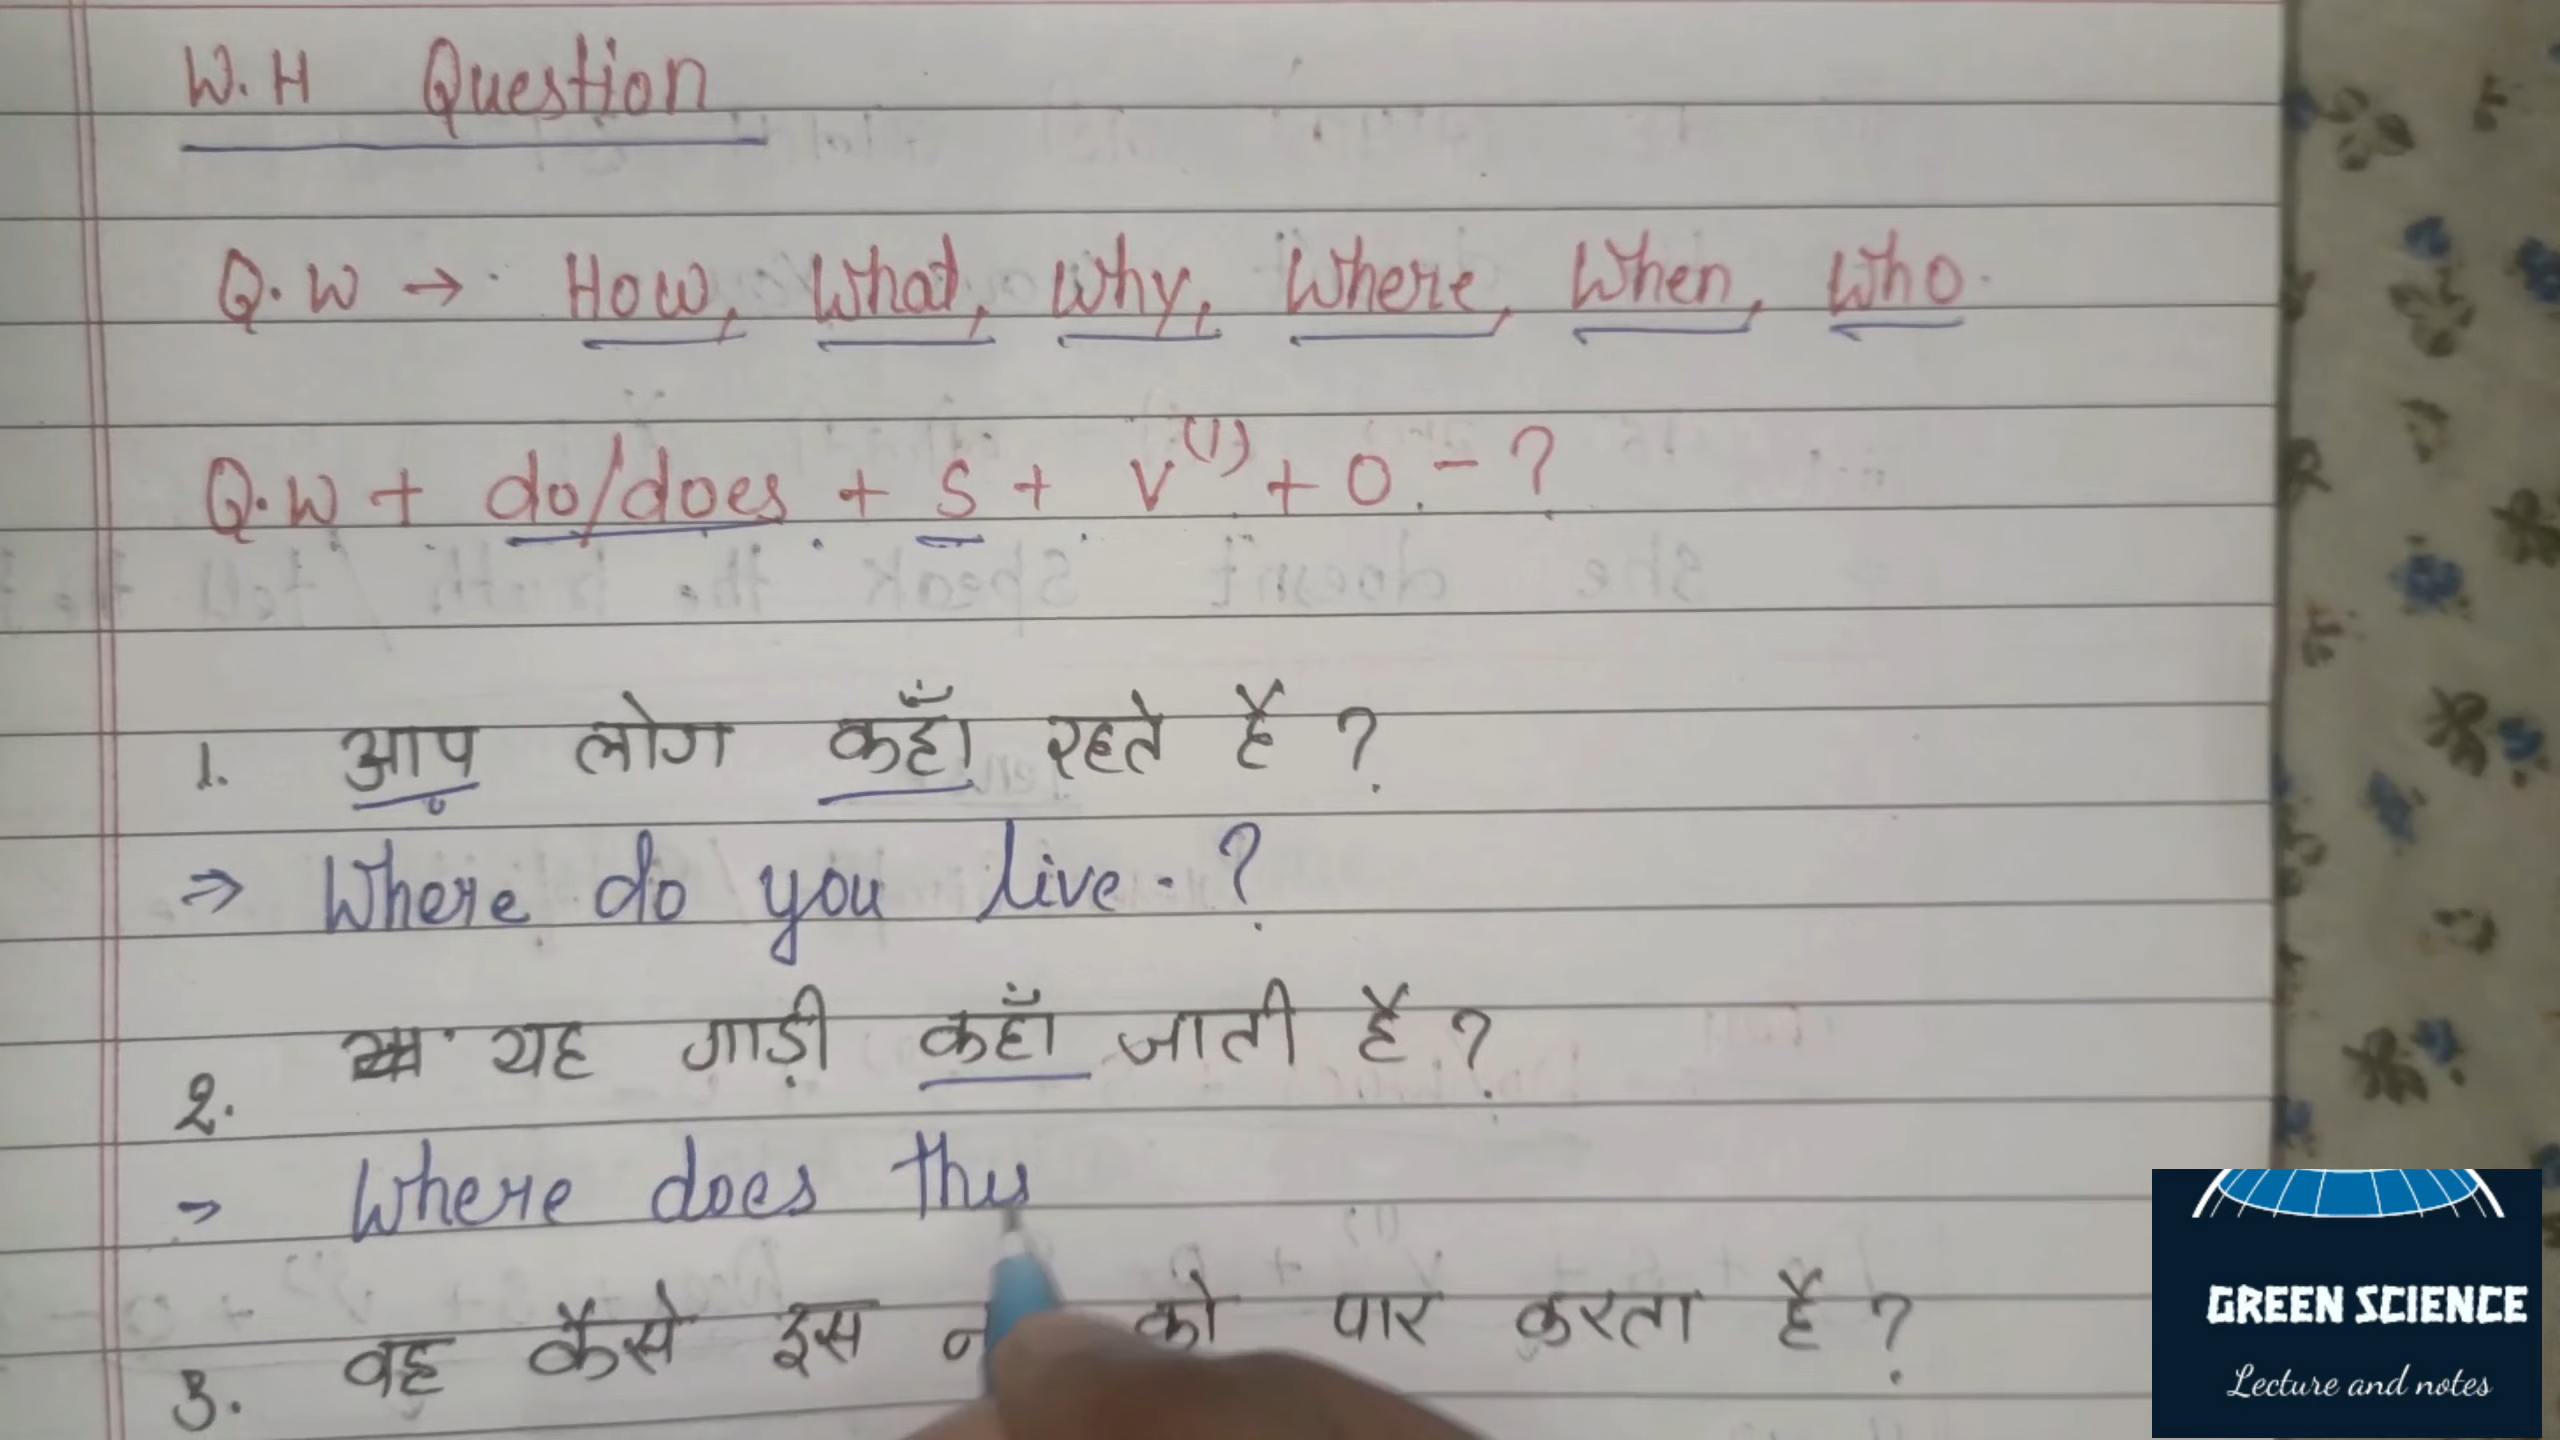 W.H Question
Q.W → How, What, Why, Where, When, Who.
Q.W + do/does + S + V(1) + O. - ?
1. आप लोग कहाँ रहते है ?
⇒ Where do you live. ?
2. यह गाड़ी कहाँ जाती है ?
→ Where does this
3. वह कैसे इस को पार करता है ?
GREEN SCIENCE
Lecture and notes